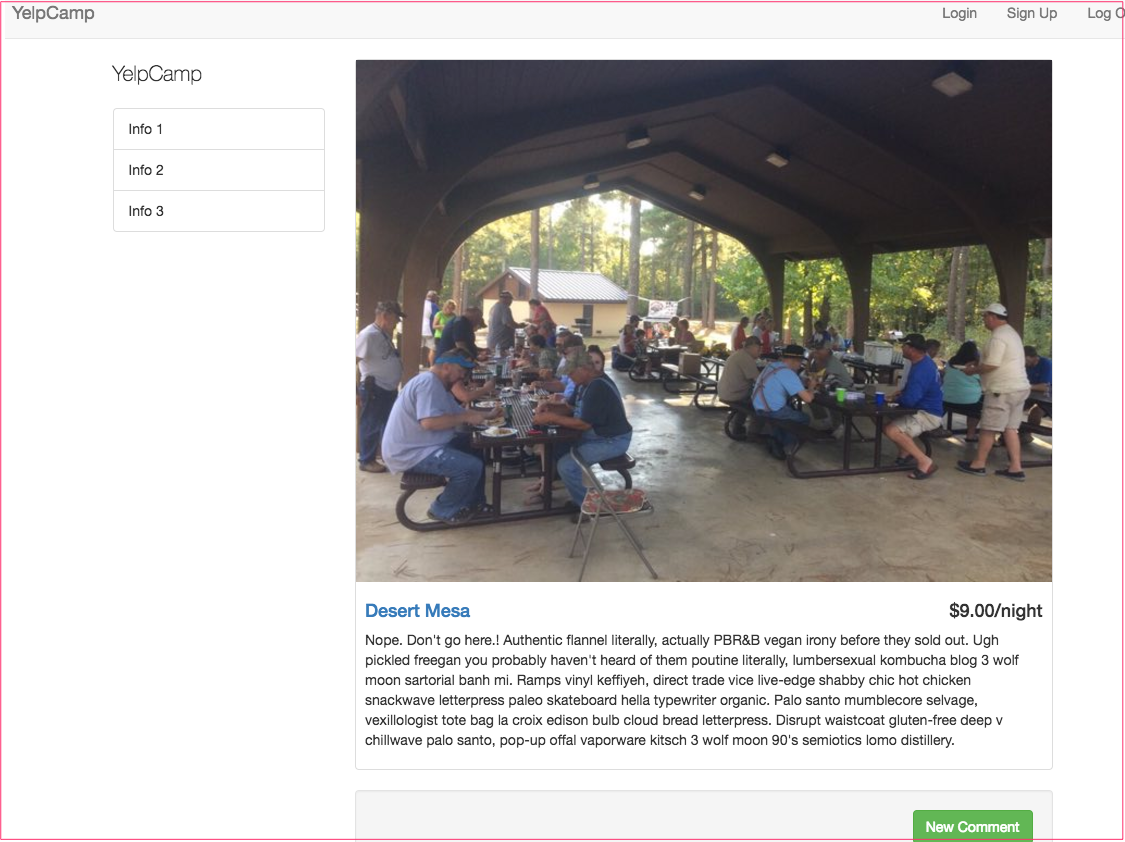 YelpCamp
Login
Sign Up
Log O
YelpCamp
Info 1
Info 2
Info 3
Desert Mesa
$9.00/night
Nope. Don't go here.! Authentic flannel literally, actually PBR&B vegan irony before they sold out. Ugh
pickled freegan you probably haven't heard of them poutine literally, lumbersexual kombucha blog 3 wolf
moon sartorial banh mi. Ramps vinyl keffiyeh, direct trade vice live-edge shabby chic hot chicken
snackwave letterpress paleo skateboard hella typewriter organic. Palo santo mumblecore selvage,
vexillologist tote bag la croix edison bulb cloud bread letterpress. Disrupt waistcoat gluten-free deep v
chillwave palo santo, pop-up offal vaporware kitsch 3 wolf moon 90's semiotics lomo distillery.
New Comment